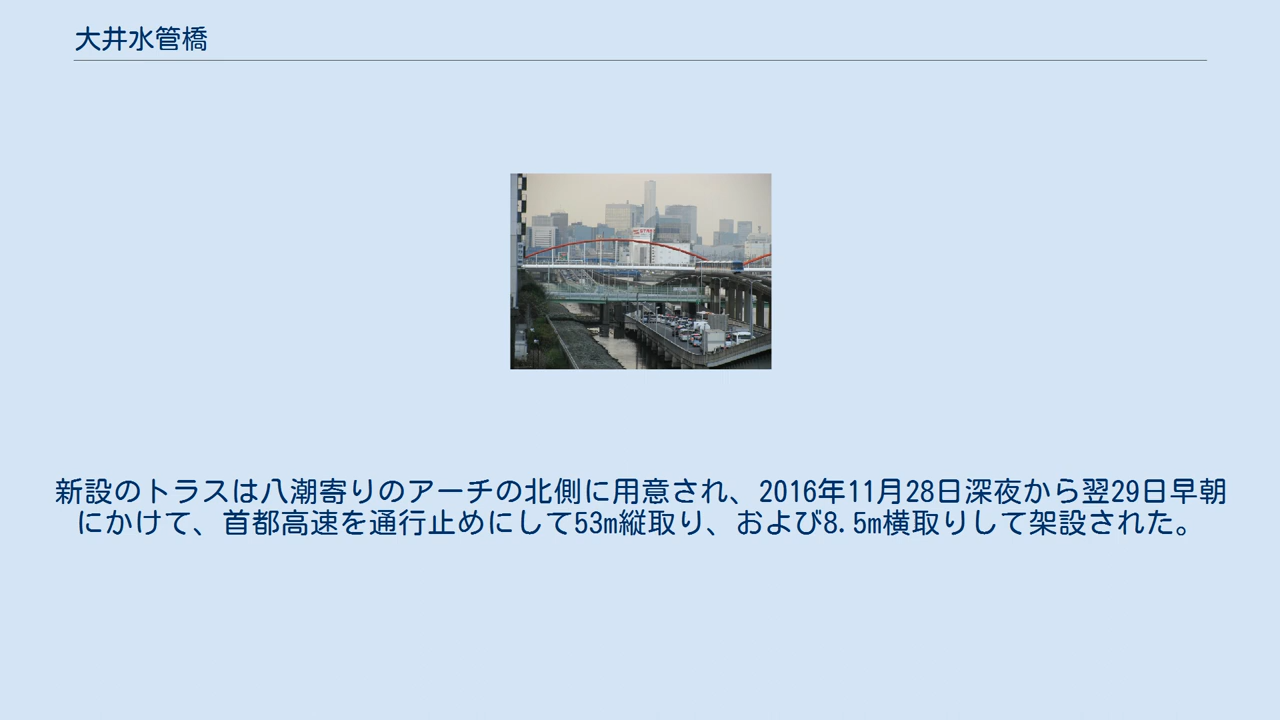 大井水管橋
新設のトラスは八潮寄りのアーチの北側に用意され、2016年11月28日深夜から翌29日早朝
にかけて、首都高速を通行止めにして53m縦取り、および8.5m横取りして架設された。